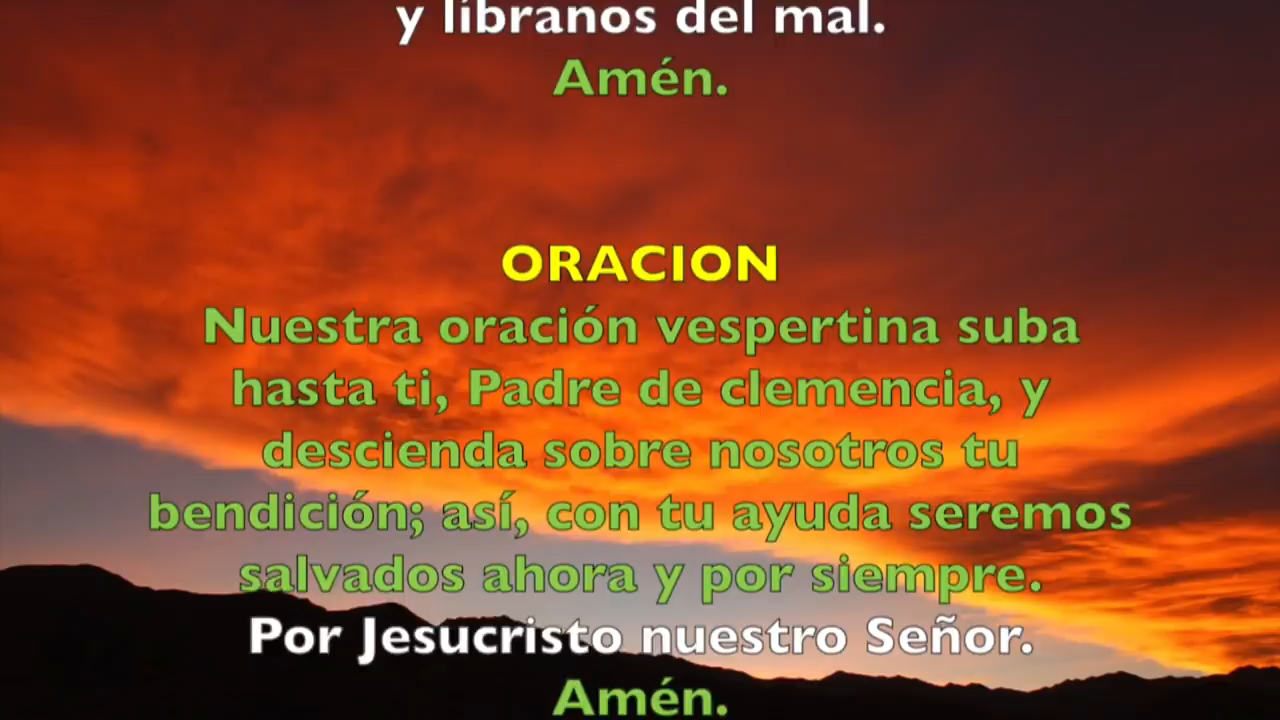 y líbranos del mal.
Amén.
ORACION
Nuestra oración vespertina suba
hasta ti, Padre de clemencia, y
descienda sobre nosotros tu
bendición; así, con tu ayuda seremos
salvados ahora y por siempre.
Por Jesucristo nuestro Señor.
Amén.